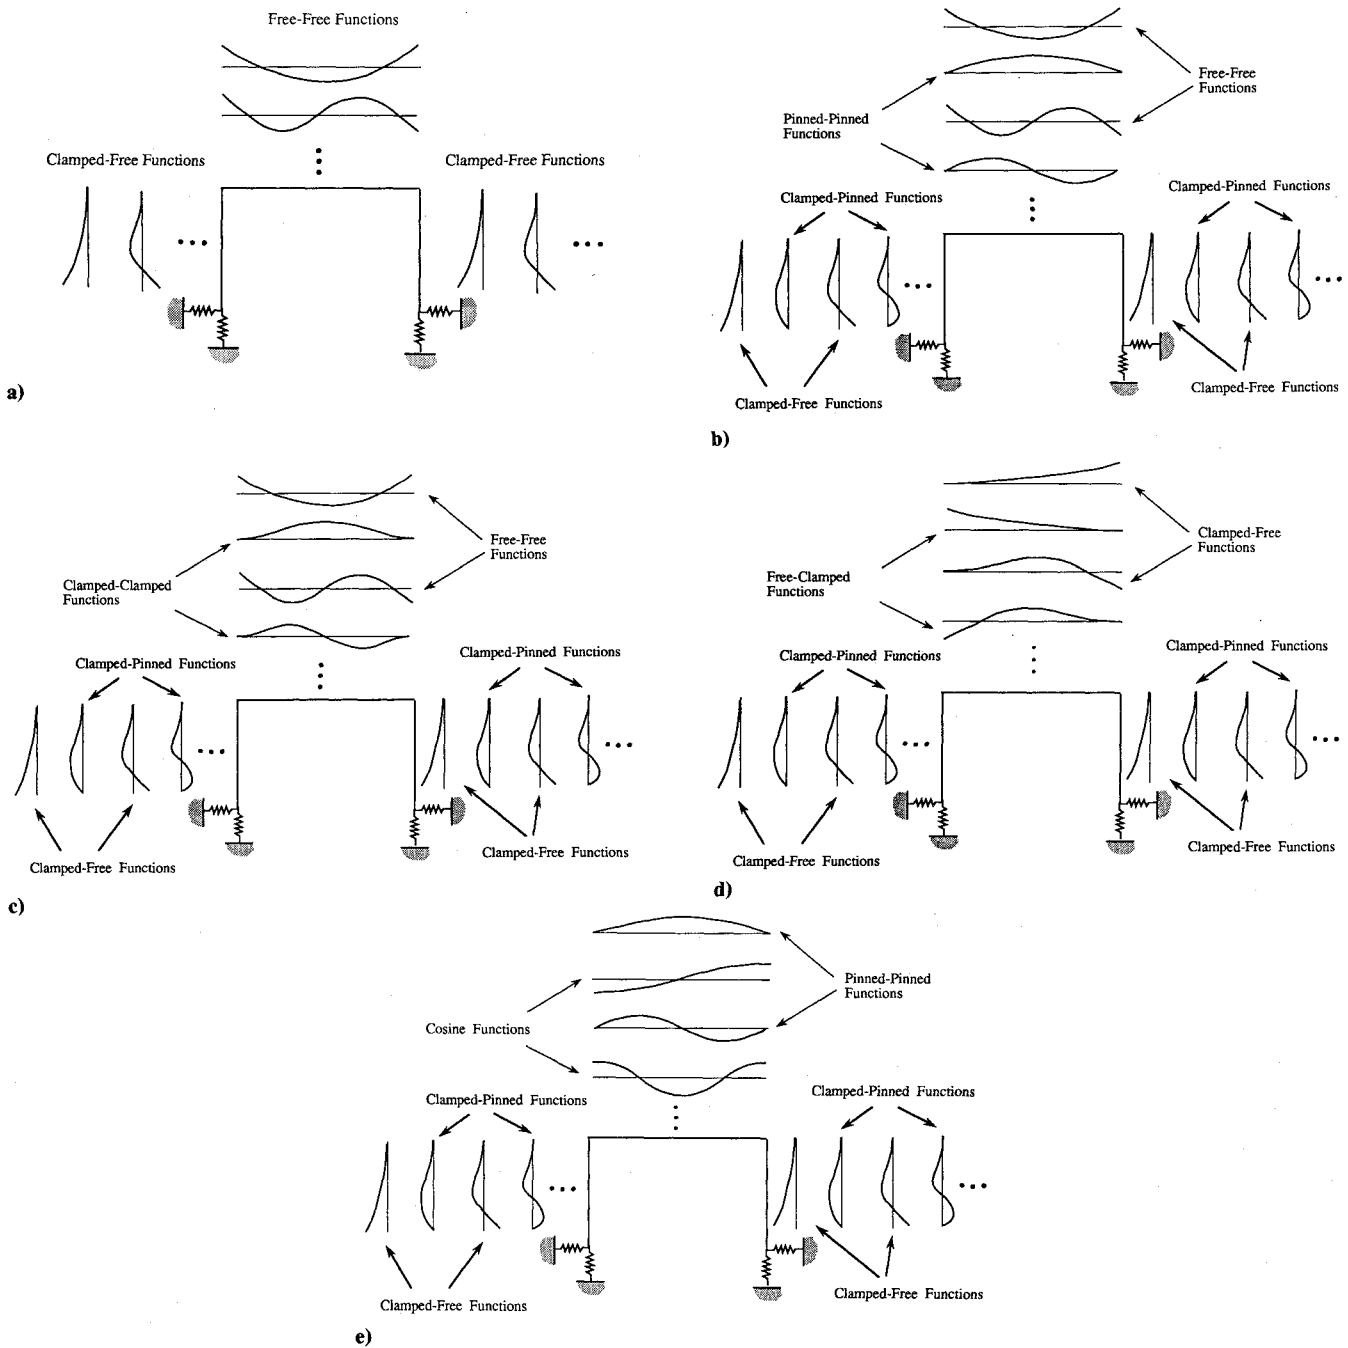 Free-Free Functions
Clamped-Free Functions
Clamped-Free Functions
a)
Free-Free
Functions
Pinned-Pinned
Functions
Clamped-Pinned Functions
Clamped-Pinned Functions
Clamped-Free Functions
Clamped-Free Functions
b)
Free-Free
Functions
Clamped-Clamped
Functions
Clamped-Pinned Functions
Clamped-Pinned Functions
Clamped-Free Functions
Clamped-Free Functions
c)
Clamped-Free
Functions
Free-Clamped
Functions
Clamped-Pinned Functions
Clamped-Pinned Functions
Clamped-Free Functions
Clamped-Free Functions
d)
Pinned-Pinned
Functions
Cosine Functions
Clamped-Pinned Functions
Clamped-Pinned Functions
Clamped-Free Functions
Clamped-Free Functions
e)